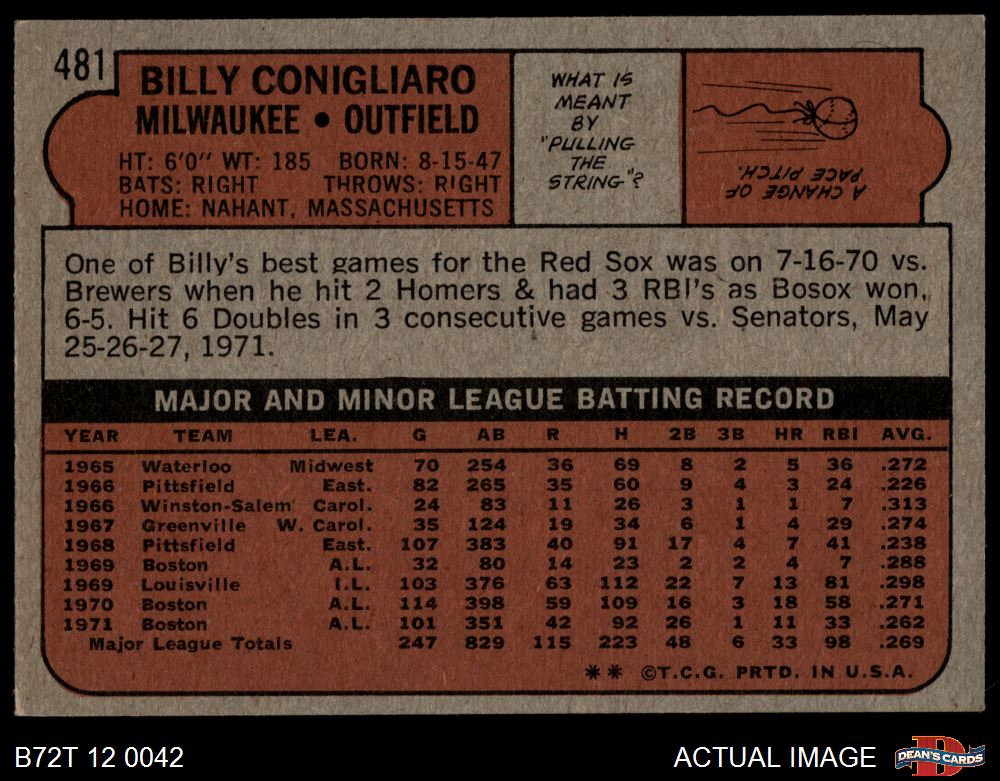 481
BILLY CONIGLIARO
MILWAUKEE • OUTFIELD
HT: 6'0" WT: 185 BORN: 8-15-47
BATS: RIGHT THROWS: RIGHT
HOME: NAHANT, MASSACHUSETTS
WHAT IS
MEANT
BY
"PULLING
THE
STRING"?
A CHANGE OF
PACE PITCH.
One of Billy's best games for the Red Sox was on 7-16-70 vs.
Brewers when he hit 2 Homers & had 3 RBI's as Bosox won,
6-5. Hit 6 Doubles in 3 consecutive games vs. Senators, May
25-26-27, 1971.
MAJOR AND MINOR LEAGUE BATTING RECORD
YEAR TEAM LEA. G AB R H 2B 3B HR RBI AVG.
1965 Waterloo Midwest 70 254 36 69 8 2 5 36 .272
1966 Pittsfield East. 82 265 35 60 9 4 3 24 .226
1966 Winston-Salem Carol. 24 83 11 26 3 1 1 7 .313
1967 Greenville W. Carol. 35 124 19 34 6 1 4 29 .274
1968 Pittsfield East. 107 383 40 91 17 4 7 41 .238
1969 Boston A.L. 32 80 14 23 2 2 4 7 .288
1969 Louisville I.L. 103 376 63 112 22 7 13 81 .298
1970 Boston A.L. 114 398 59 109 16 3 18 58 .271
1971 Boston A.L. 101 351 42 92 26 1 11 33 .262
Major League Totals 247 829 115 223 48 6 33 98 .269
** ©T.C.G. PRTD. IN U.S.A.
B72T 12 0042
ACTUAL IMAGE
D
DEAN'S CARDS